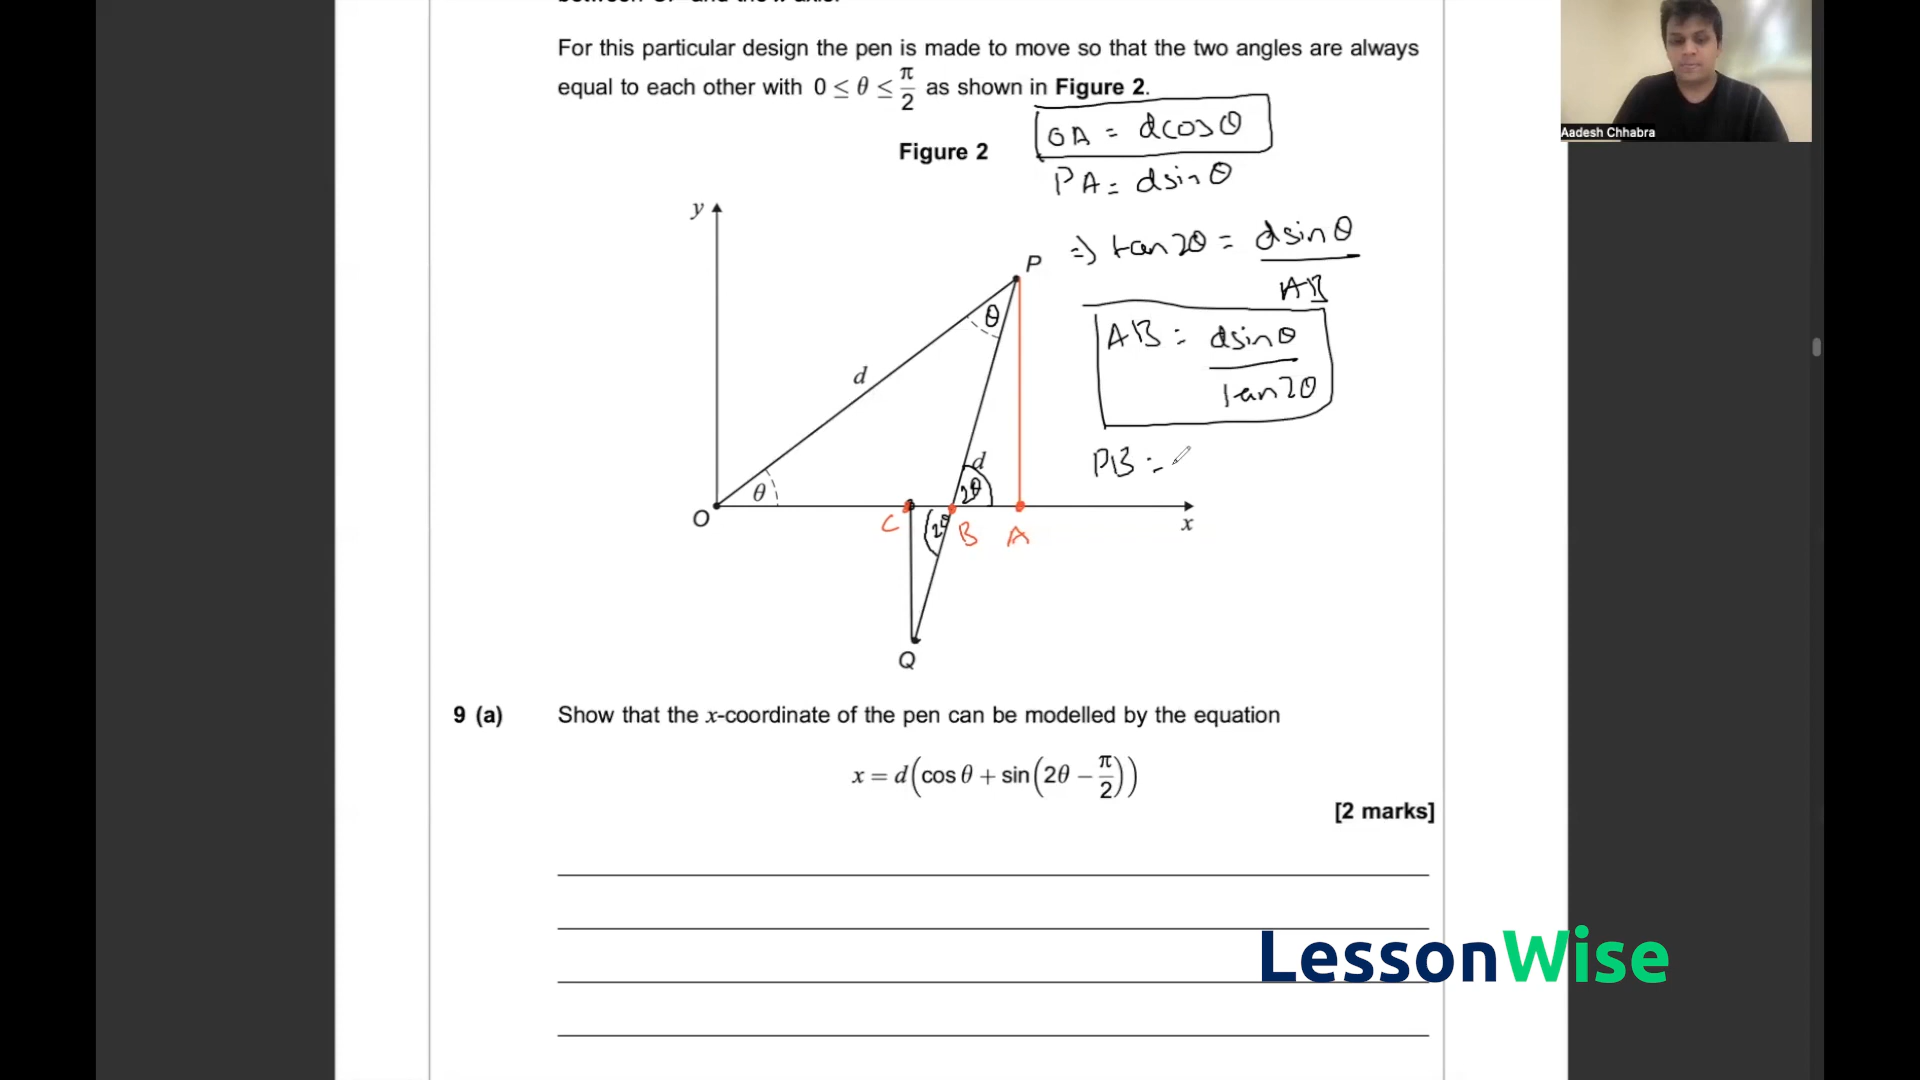 For this particular design the pen is made to move so that the two angles are always
equal to each other with 0 ≤ θ ≤ π/2 as shown in Figure 2.
Figure 2
OA = dcosθ
PA = dsinθ
⇒ tan2θ = dsinθ / AB
AB = dsinθ / tan2θ
PB =
y
P
θ
d
d
2θ
θ
O
C
2θ
B
A
x
Q
9 (a) Show that the x-coordinate of the pen can be modelled by the equation
x = d(cos θ + sin(2θ − π/2))
[2 marks]
Aadesh Chhabra
LessonWise